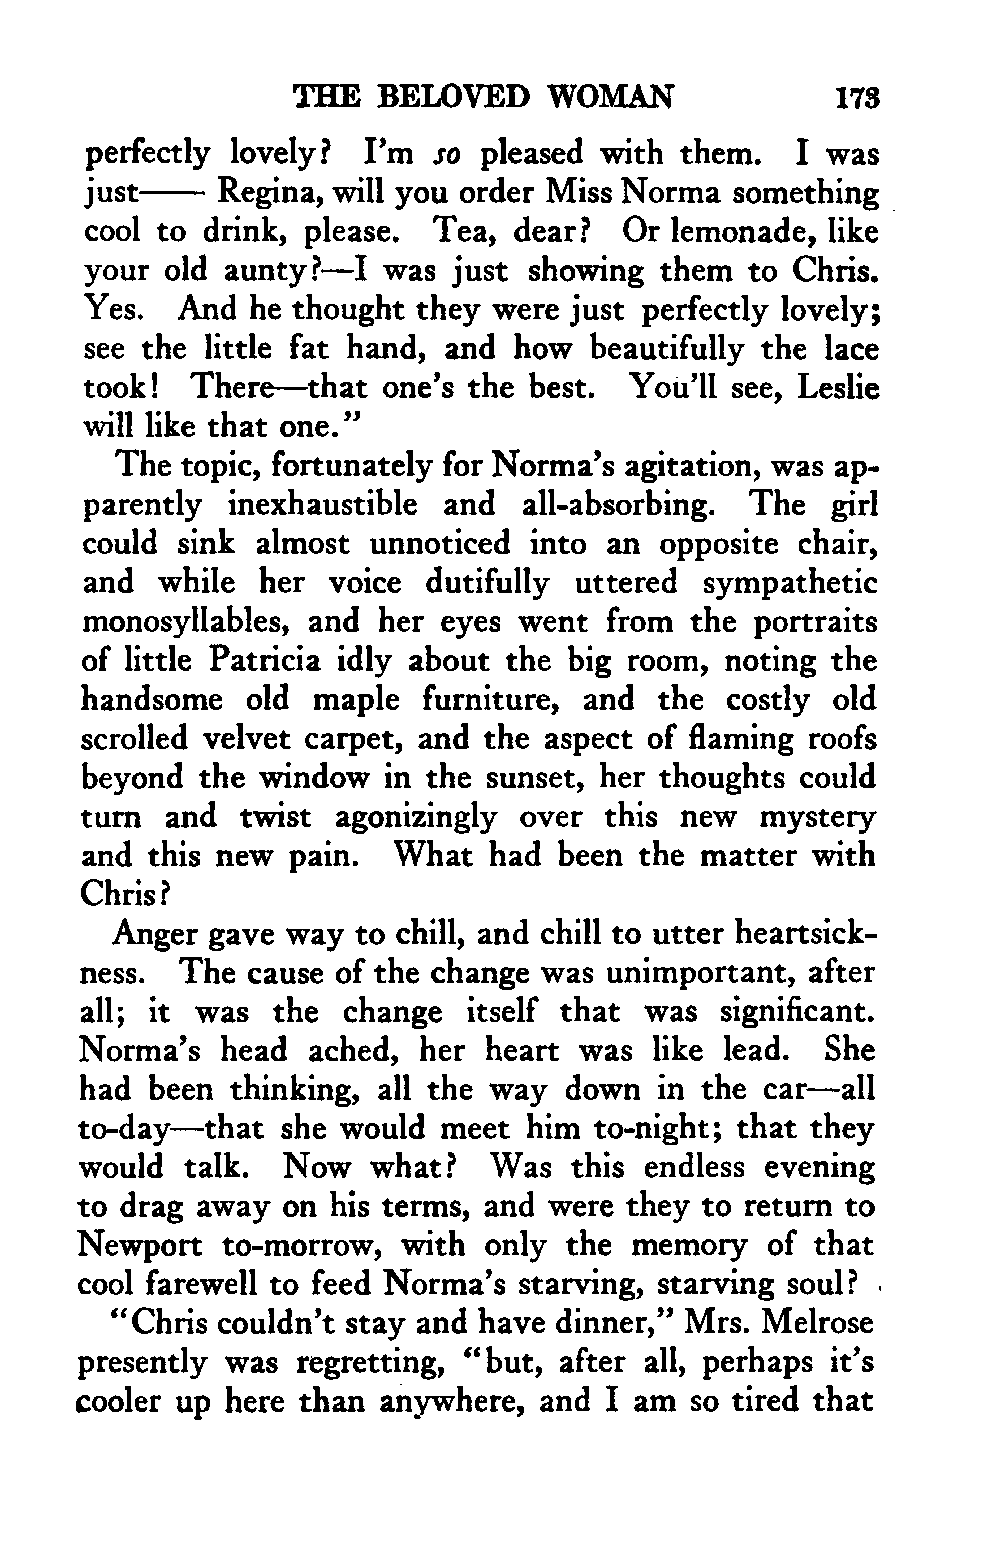 THE BELOVED WOMAN 173
perfectly lovely? I'm so pleased with them. I was
just—— Regina, will you order Miss Norma something
cool to drink, please. Tea, dear? Or lemonade, like
your old aunty?—I was just showing them to Chris.
Yes. And he thought they were just perfectly lovely;
see the little fat hand, and how beautifully the lace
took! There—that one's the best. You'll see, Leslie
will like that one."
The topic, fortunately for Norma's agitation, was ap-
parently inexhaustible and all-absorbing. The girl
could sink almost unnoticed into an opposite chair,
and while her voice dutifully uttered sympathetic
monosyllables, and her eyes went from the portraits
of little Patricia idly about the big room, noting the
handsome old maple furniture, and the costly old
scrolled velvet carpet, and the aspect of flaming roofs
beyond the window in the sunset, her thoughts could
turn and twist agonizingly over this new mystery
and this new pain. What had been the matter with
Chris?
Anger gave way to chill, and chill to utter heartsick-
ness. The cause of the change was unimportant, after
all; it was the change itself that was significant.
Norma's head ached, her heart was like lead. She
had been thinking, all the way down in the car—all
to-day—that she would meet him to-night; that they
would talk. Now what? Was this endless evening
to drag away on his terms, and were they to return to
Newport to-morrow, with only the memory of that
cool farewell to feed Norma's starving, starving soul?
"Chris couldn't stay and have dinner," Mrs. Melrose
presently was regretting, "but, after all, perhaps it's
cooler up here than anywhere, and I am so tired that